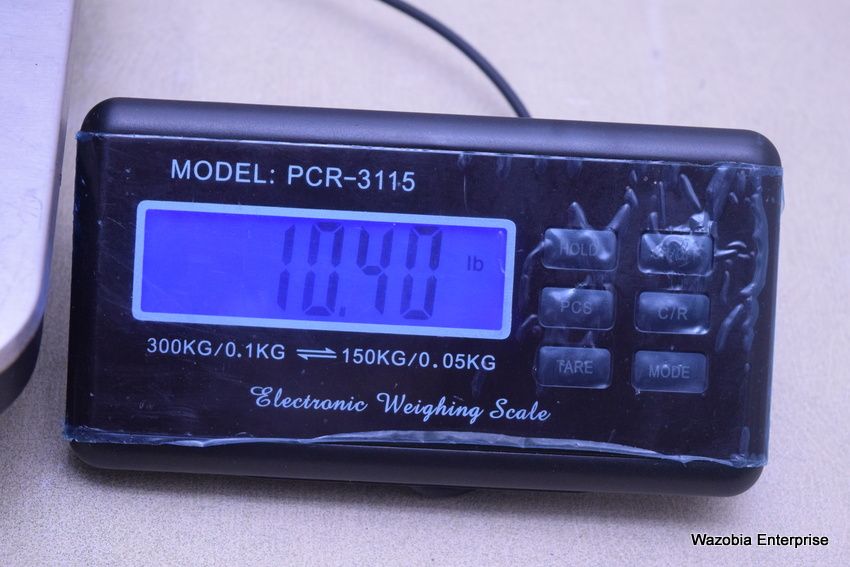 MODEL: PCR-3115
10.40 lb
300KG/0.1KG ⇌ 150KG/0.05KG
Electronic Weighing Scale
HOLD
PCS C/R
TARE MODE
Wazobia Enterprise